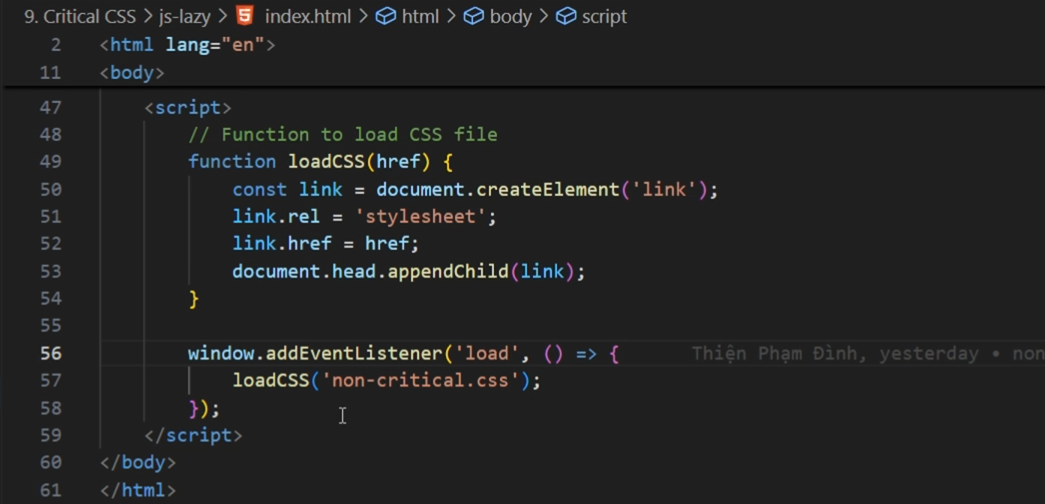 9. Critical CSS > js-lazy > index.html > html > body > script
2 <html lang="en">
11 <body>
47 <script>
48 // Function to load CSS file
49 function loadCSS(href) {
50 const link = document.createElement('link');
51 link.rel = 'stylesheet';
52 link.href = href;
53 document.head.appendChild(link);
54 }
55
56 window.addEventListener('load', () => { Thiện Phạm Đình, yesterday • non
57 loadCSS('non-critical.css');
58 });
59 </script>
60 </body>
61 </html>